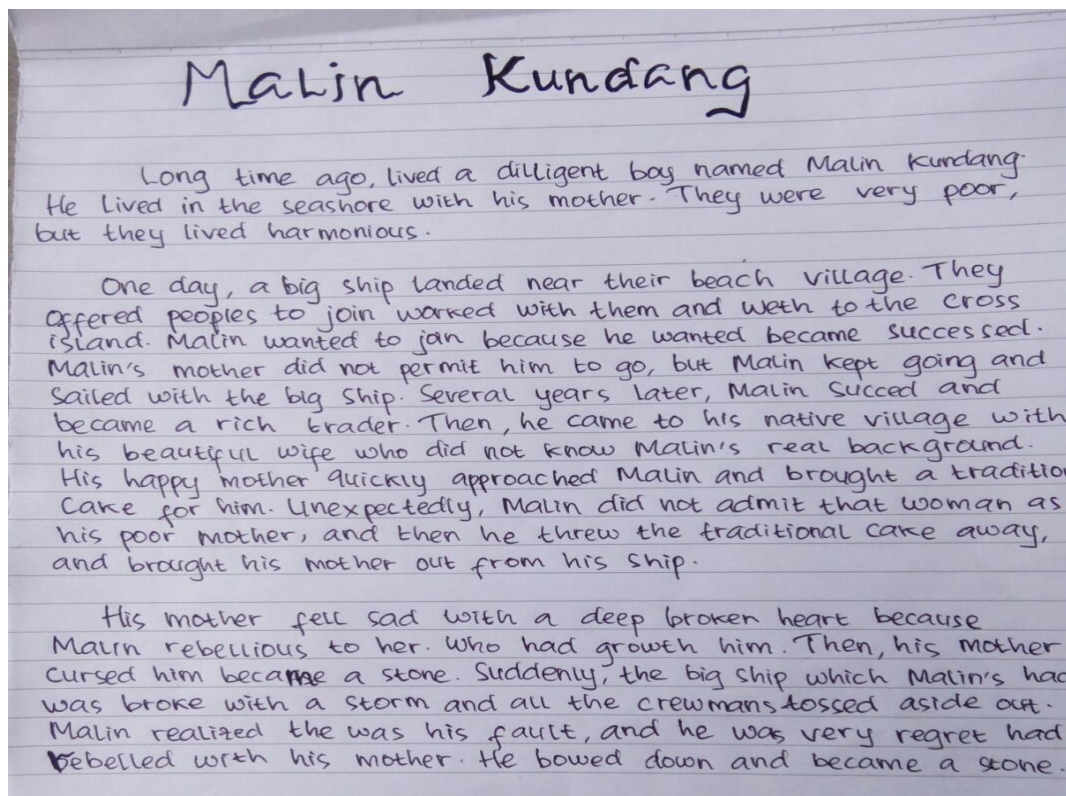 Malin Kundang
Long time ago, lived a dilligent boy named Malin Kundang.
He lived in the seashore with his mother. They were very poor,
but they lived harmonious.
One day, a big ship landed near their beach village. They
offered peoples to join worked with them and weth to the cross
island. Malin wanted to join because he wanted became successed.
Malin's mother did not permit him to go, but Malin kept going and
sailed with the big ship. Several years later, Malin succed and
became a rich trader. Then, he came to his native village with
his beautiful wife who did not know Malin's real background.
His happy mother quickly approached Malin and brought a traditio
cake for him. Unexpectedly, Malin did not admit that woman as
his poor mother, and then he threw the traditional cake away,
and brought his mother out from his ship.
His mother fell sad with a deep broken heart because
Malin rebellious to her. Who had growth him. Then, his mother
cursed him became a stone. Suddenly, the big ship which Malin's had
was broke with a storm and all the crewmans tossed aside out.
Malin realized the was his fault, and he was very regret had
rebelled with his mother. He bowed down and became a stone.